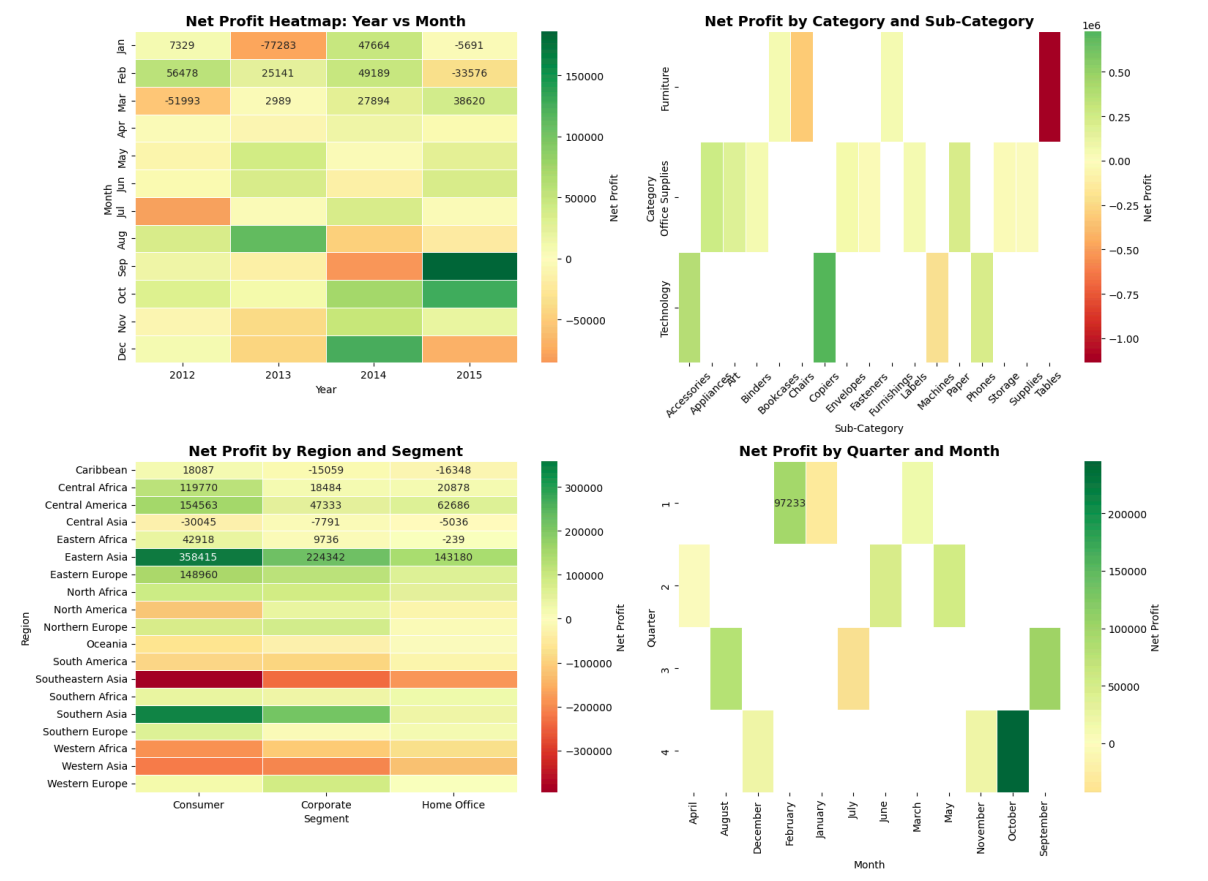 Net Profit Heatmap: Year vs Month
Jan 7329 -77283 47664 -5691
Feb 56478 25141 49189 -33576
Mar -51993 2989 27894 38620
Apr
May
Jun
Jul
Aug
Sep
Oct
Nov
Dec
Month
2012 2013 2014 2015
Year
150000
100000
50000
0
−50000
Net Profit
Net Profit by Category and Sub-Category
1e6
Furniture
Office Supplies
Technology
Category
Accessories Appliances Art Binders Bookcases Chairs Copiers Envelopes Fasteners Furnishings Labels Machines Paper Phones Storage Supplies Tables
Sub-Category
0.50
0.25
0.00
−0.25
−0.50
−0.75
−1.00
Net Profit
Net Profit by Region and Segment
Caribbean 18087 -15059 -16348
Central Africa 119770 18484 20878
Central America 154563 47333 62686
Central Asia -30045 -7791 -5036
Eastern Africa 42918 9736 -239
Eastern Asia 358415 224342 143180
Eastern Europe 148960
North Africa
North America
Northern Europe
Oceania
South America
Southeastern Asia
Southern Africa
Southern Asia
Southern Europe
Western Africa
Western Asia
Western Europe
Region
Consumer Corporate Home Office
Segment
300000
200000
100000
0
−100000
−200000
−300000
Net Profit
Net Profit by Quarter and Month
1 97233
2
3
4
Quarter
April August December February January July June March May November October September
Month
200000
150000
100000
50000
0
Net Profit